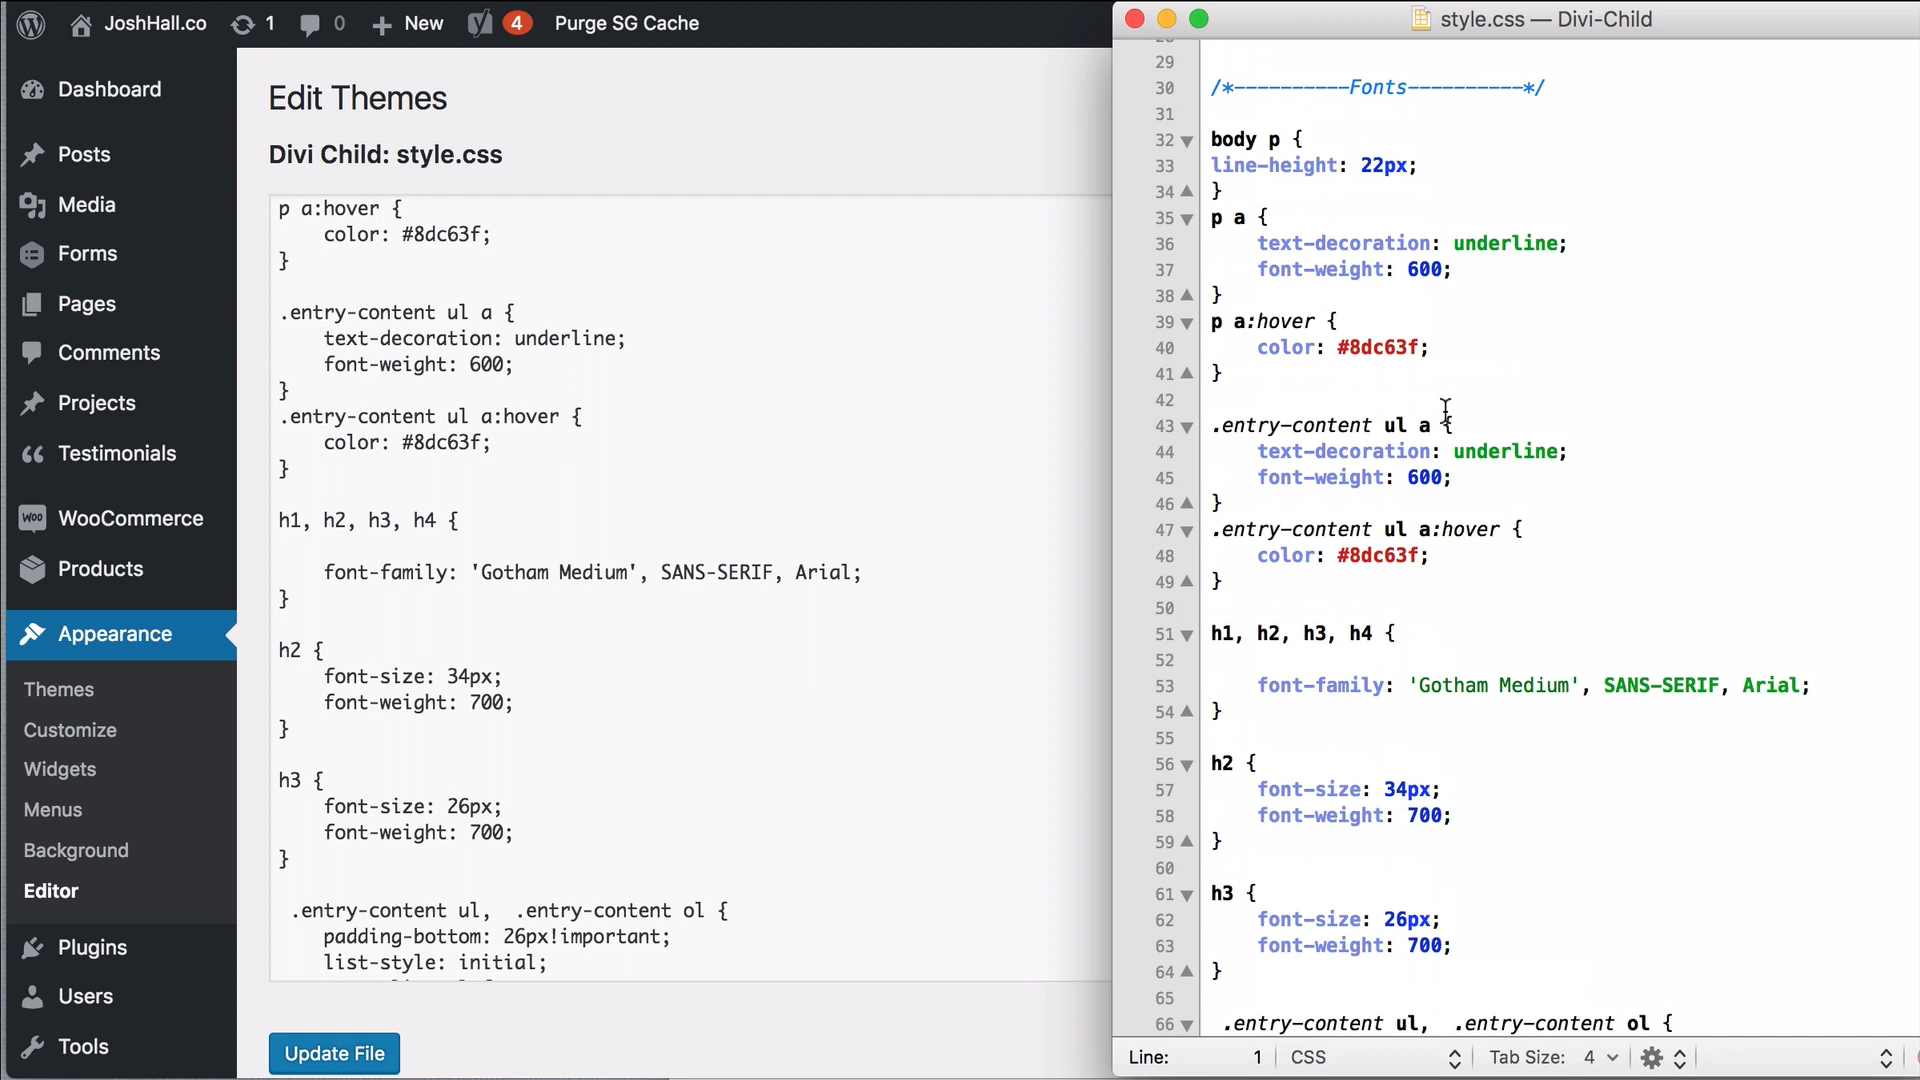 JoshHall.co 1 0 New 4 Purge SG Cache
Dashboard
Posts
Media
Forms
Pages
Comments
Projects
Testimonials
WooCommerce
Products
Appearance
Themes
Customize
Widgets
Menus
Background
Editor
Plugins
Users
Tools
Edit Themes
Divi Child: style.css
p a:hover {
color: #8dc63f;
}
.entry-content ul a {
text-decoration: underline;
font-weight: 600;
}
.entry-content ul a:hover {
color: #8dc63f;
}
h1, h2, h3, h4 {
font-family: 'Gotham Medium', SANS-SERIF, Arial;
}
h2 {
font-size: 34px;
font-weight: 700;
}
h3 {
font-size: 26px;
font-weight: 700;
}
.entry-content ul, .entry-content ol {
padding-bottom: 26px!important;
list-style: initial;
Update File
style.css — Divi-Child
29
30 /*----------Fonts----------*/
31
32 body p {
33 line-height: 22px;
34 }
35 p a {
36 text-decoration: underline;
37 font-weight: 600;
38 }
39 p a:hover {
40 color: #8dc63f;
41 }
42
43 .entry-content ul a {
44 text-decoration: underline;
45 font-weight: 600;
46 }
47 .entry-content ul a:hover {
48 color: #8dc63f;
49 }
50
51 h1, h2, h3, h4 {
52
53 font-family: 'Gotham Medium', SANS-SERIF, Arial;
54 }
55
56 h2 {
57 font-size: 34px;
58 font-weight: 700;
59 }
60
61 h3 {
62 font-size: 26px;
63 font-weight: 700;
64 }
65
66 .entry-content ul, .entry-content ol {
Line: 1 CSS Tab Size: 4